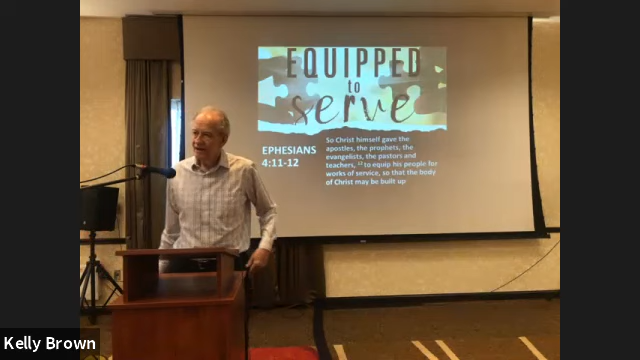 EQUIPPED
to
serve
EPHESIANS
4:11-12
So Christ himself gave the
apostles, the prophets, the
evangelists, the pastors and
teachers, 12 to equip his people for
works of service, so that the body
of Christ may be built up
Kelly Brown